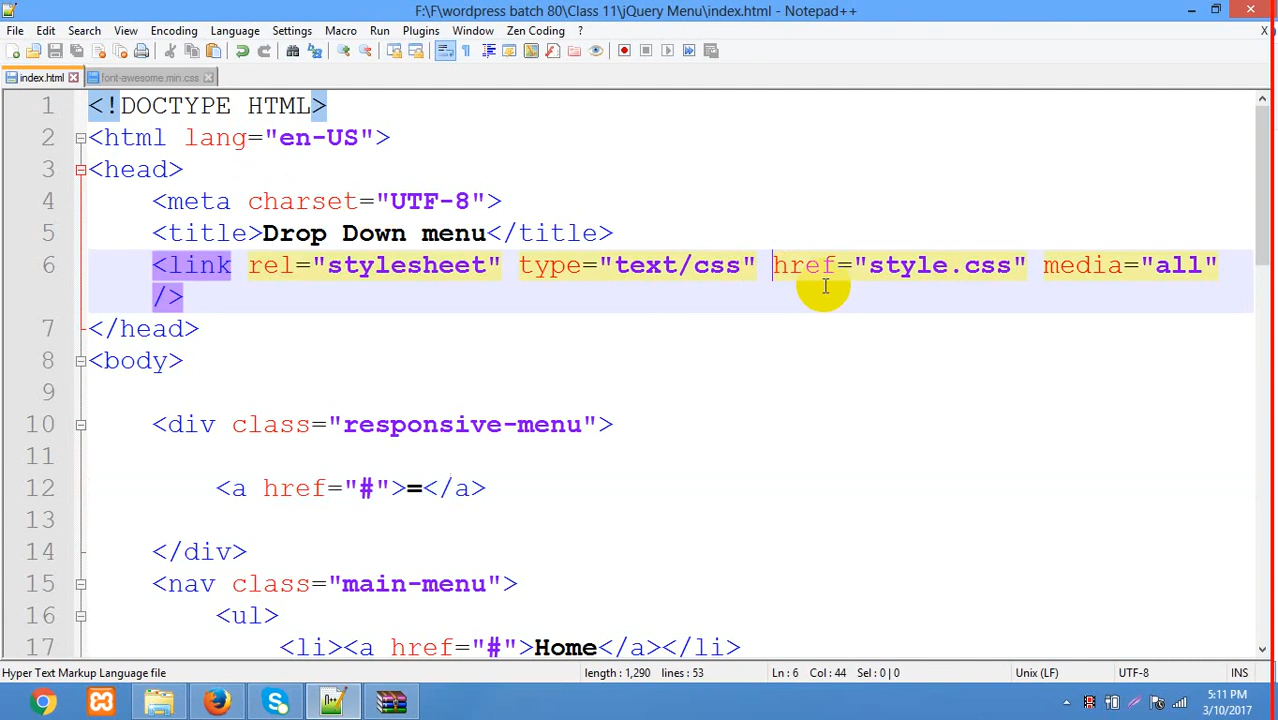 F:\F\wordpress batch 80\Class 11\jQuery Menu\index.html - Notepad++
File Edit Search View Encoding Language Settings Macro Run Plugins Window Zen Coding ? X
index.html font-awesome.min.css
1 <!DOCTYPE HTML>
2 <html lang="en-US">
3 <head>
4 <meta charset="UTF-8">
5 <title>Drop Down menu</title>
6 <link rel="stylesheet" type="text/css" href="style.css" media="all"
/>
7 </head>
8 <body>
9
10 <div class="responsive-menu">
11
12 <a href="#">=</a>
13
14 </div>
15 <nav class="main-menu">
16 <ul>
17 <li><a href="#">Home</a></li>
Hyper Text Markup Language file length : 1,290 lines : 53 Ln : 6 Col : 44 Sel : 0 | 0 Unix (LF) UTF-8 INS
5:11 PM
3/10/2017